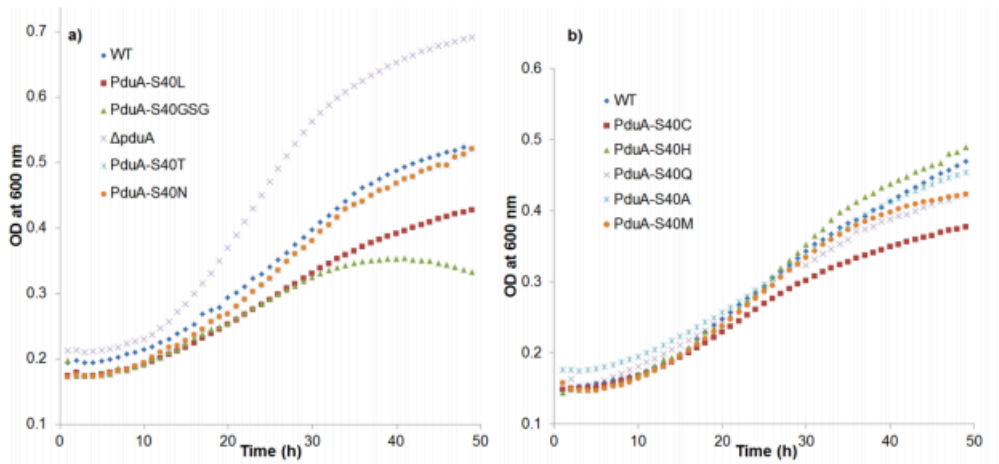 a)
WT
PduA-S40L
PduA-S40GSG
ΔpduA
PduA-S40T
PduA-S40N
OD at 600 nm
0.7
0.6
0.5
0.4
0.3
0.2
0.1
0 10 20 30 40 50
Time (h)
b)
WT
PduA-S40C
PduA-S40H
PduA-S40Q
PduA-S40A
PduA-S40M
OD at 600 nm
0.6
0.5
0.4
0.3
0.2
0.1
0 10 20 30 40 50
Time (h)